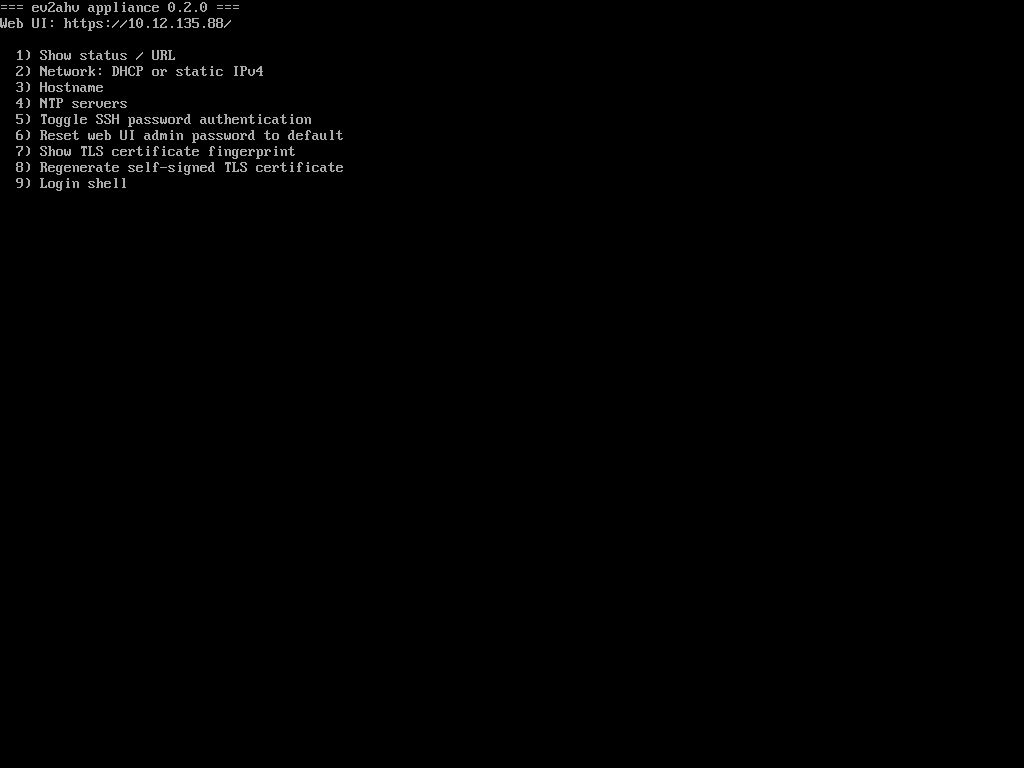 === ev2ahv appliance 0.2.0 ===
Web UI: https://10.12.135.88/
1) Show status / URL
2) Network: DHCP or static IPv4
3) Hostname
4) NTP servers
5) Toggle SSH password authentication
6) Reset web UI admin password to default
7) Show TLS certificate fingerprint
8) Regenerate self-signed TLS certificate
9) Login shell